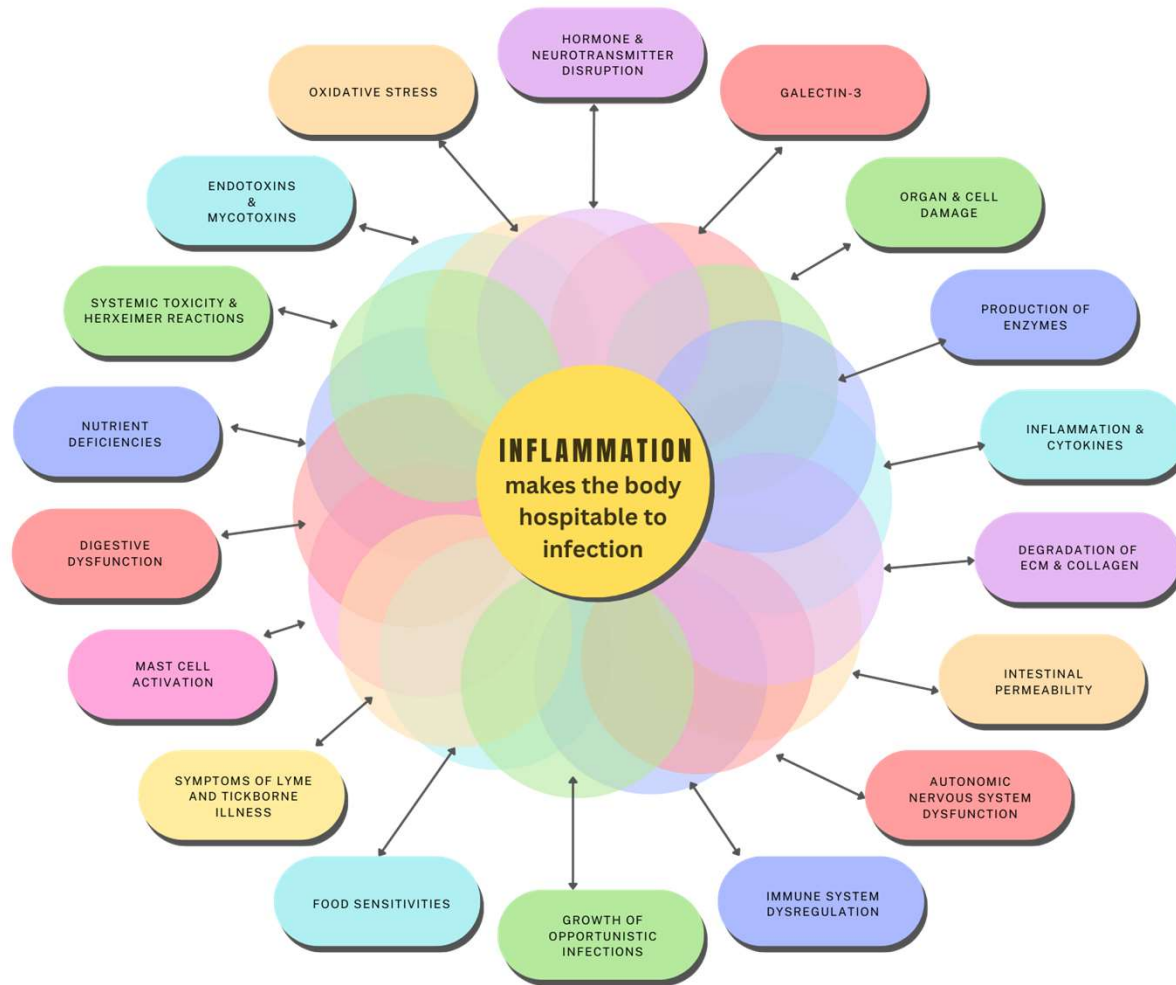 HORMONE &
NEUROTRANSMITTER
DISRUPTION
GALECTIN-3
ORGAN & CELL
DAMAGE
PRODUCTION OF
ENZYMES
INFLAMMATION &
CYTOKINES
DEGRADATION OF
ECM & COLLAGEN
INTESTINAL
PERMEABILITY
AUTONOMIC
NERVOUS SYSTEM
DYSFUNCTION
IMMUNE SYSTEM
DYSREGULATION
GROWTH OF
OPPORTUNISTIC
INFECTIONS
FOOD SENSITIVITIES
SYMPTOMS OF LYME
AND TICKBORNE
ILLNESS
MAST CELL
ACTIVATION
DIGESTIVE
DYSFUNCTION
NUTRIENT
DEFICIENCIES
SYSTEMIC TOXICITY &
HERXEIMER REACTIONS
ENDOTOXINS
&
MYCOTOXINS
OXIDATIVE STRESS
INFLAMMATION
makes the body
hospitable to
infection